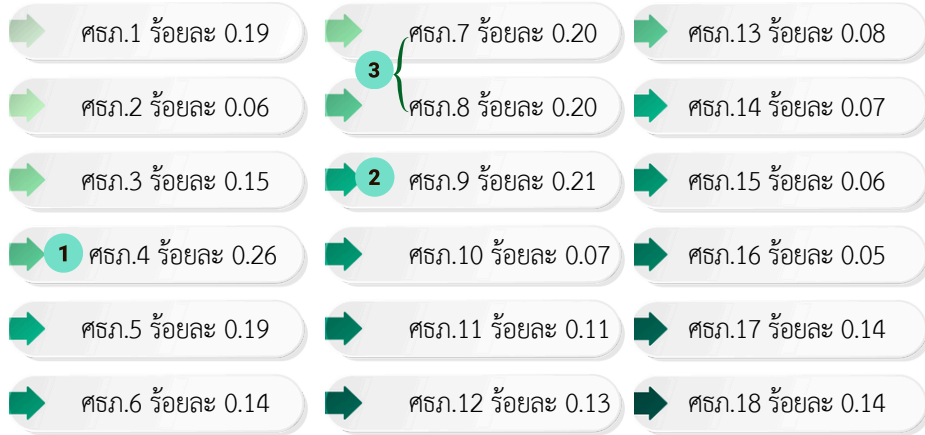 ศธภ.1 ร้อยละ 0.19
ศธภ.2 ร้อยละ 0.06
ศธภ.3 ร้อยละ 0.15
1 ศธภ.4 ร้อยละ 0.26
ศธภ.5 ร้อยละ 0.19
ศธภ.6 ร้อยละ 0.14
3
ศธภ.7 ร้อยละ 0.20
ศธภ.8 ร้อยละ 0.20
2 ศธภ.9 ร้อยละ 0.21
ศธภ.10 ร้อยละ 0.07
ศธภ.11 ร้อยละ 0.11
ศธภ.12 ร้อยละ 0.13
ศธภ.13 ร้อยละ 0.08
ศธภ.14 ร้อยละ 0.07
ศธภ.15 ร้อยละ 0.06
ศธภ.16 ร้อยละ 0.05
ศธภ.17 ร้อยละ 0.14
ศธภ.18 ร้อยละ 0.14